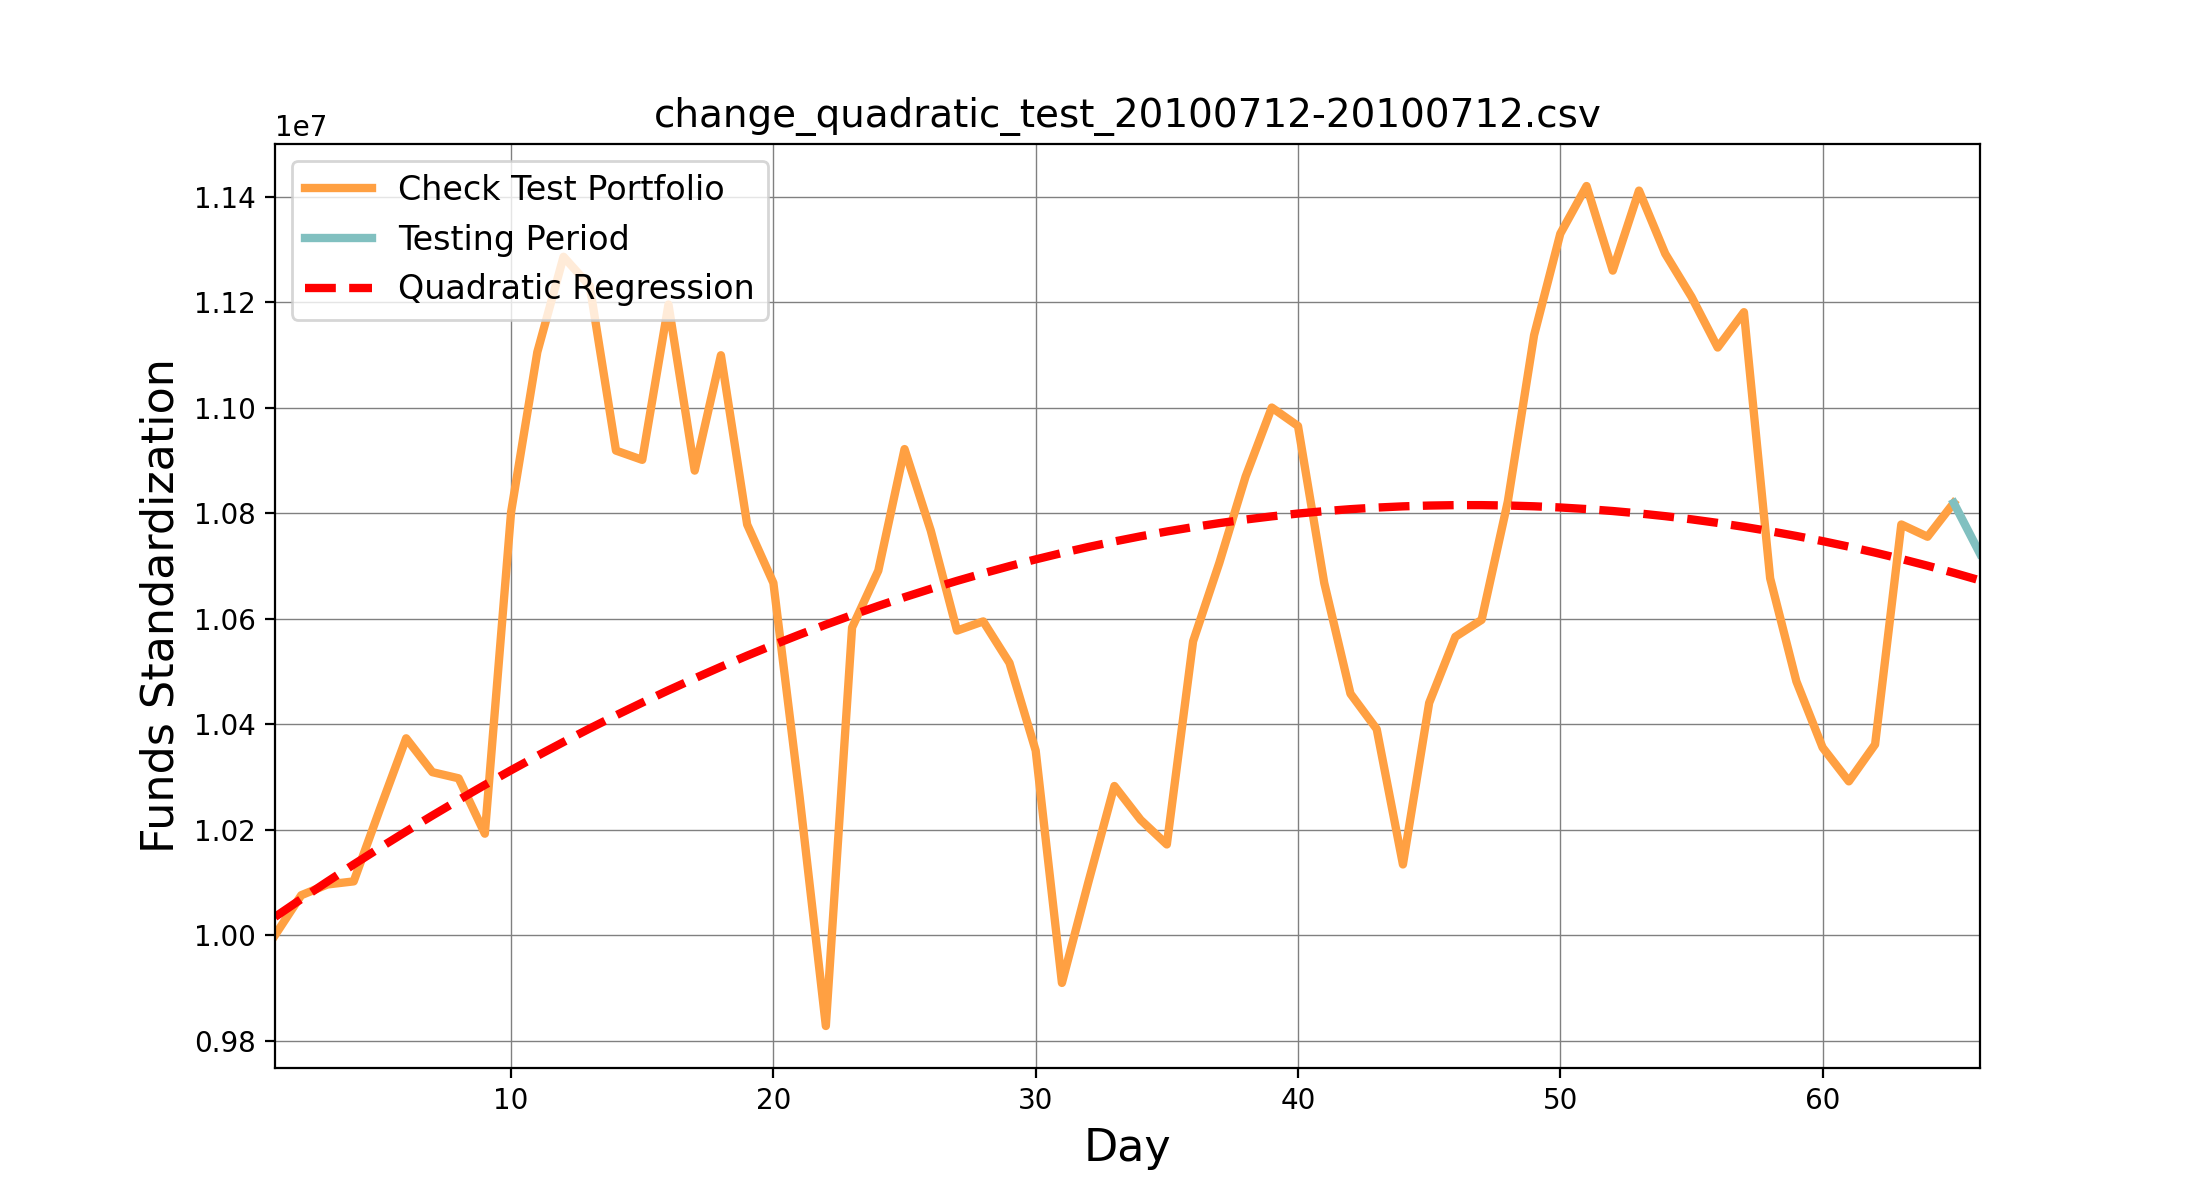 change_quadratic_test_20100712-20100712.csv
1e7
Check Test Portfolio
Testing Period
Quadratic Regression
1.14
1.12
1.10
1.08
1.06
1.04
1.02
1.00
0.98
Funds Standardization
10 20 30 40 50 60
Day